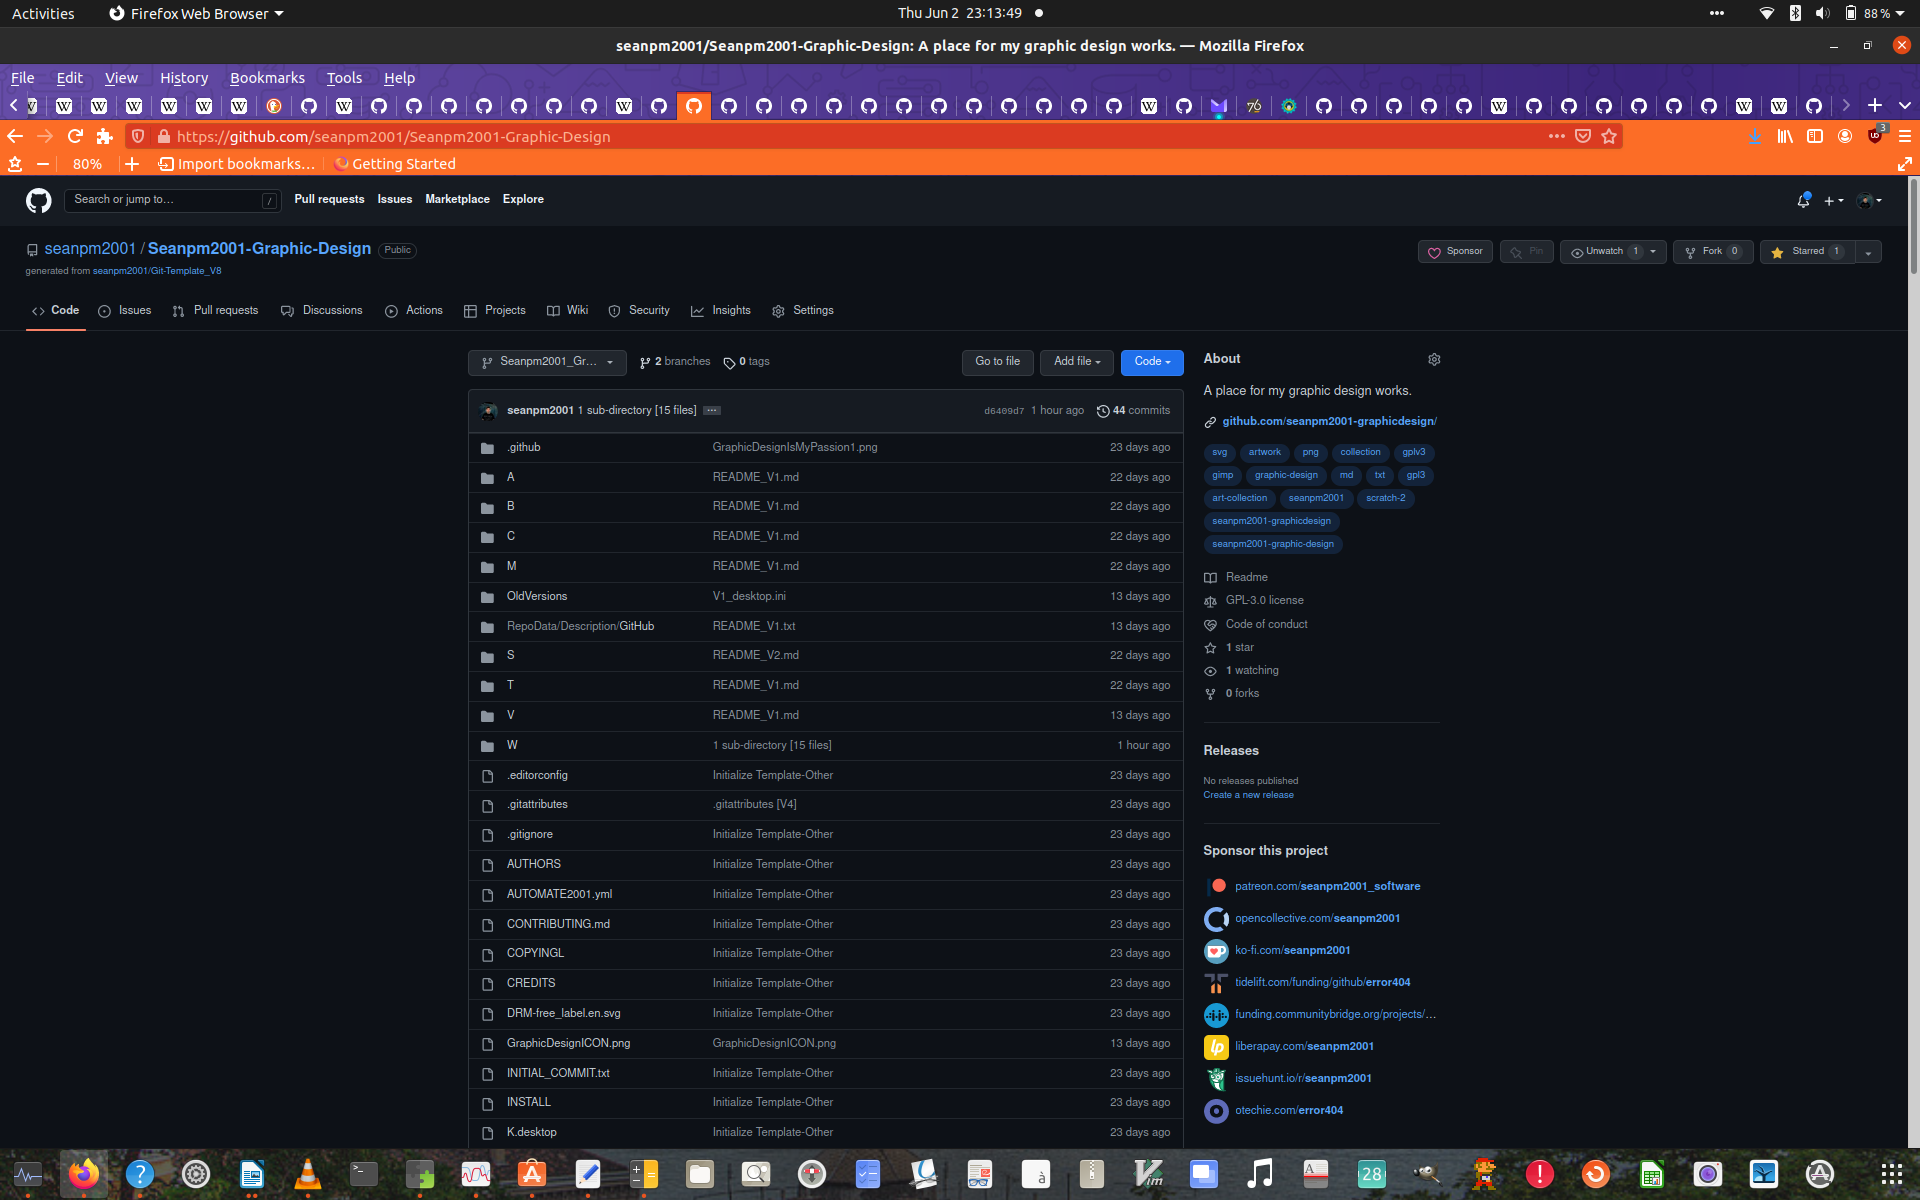 Activities Firefox Web Browser Thu Jun 2 23:13:49 88%
seanpm2001/Seanpm2001-Graphic-Design: A place for my graphic design works. — Mozilla Firefox
File Edit View History Bookmarks Tools Help
https://github.com/seanpm2001/Seanpm2001-Graphic-Design 3
80% Import bookmarks... Getting Started
Search or jump to... / Pull requests Issues Marketplace Explore
seanpm2001 / Seanpm2001-Graphic-Design Public Sponsor Pin Unwatch 1 Fork 0 Starred 1
generated from seanpm2001/Git-Template_V8
Code Issues Pull requests Discussions Actions Projects Wiki Security Insights Settings
Seanpm2001_Gr... 2 branches 0 tags Go to file Add file Code
seanpm2001 1 sub-directory [15 files] ... d6409d7 1 hour ago 44 commits
.github GraphicDesignIsMyPassion1.png 23 days ago
A README_V1.md 22 days ago
B README_V1.md 22 days ago
C README_V1.md 22 days ago
M README_V1.md 22 days ago
OldVersions V1_desktop.ini 13 days ago
RepoData/Description/GitHub README_V1.txt 13 days ago
S README_V2.md 22 days ago
T README_V1.md 22 days ago
V README_V1.md 13 days ago
W 1 sub-directory [15 files] 1 hour ago
.editorconfig Initialize Template-Other 23 days ago
.gitattributes .gitattributes [V4] 23 days ago
.gitignore Initialize Template-Other 23 days ago
AUTHORS Initialize Template-Other 23 days ago
AUTOMATE2001.yml Initialize Template-Other 23 days ago
CONTRIBUTING.md Initialize Template-Other 23 days ago
COPYINGL Initialize Template-Other 23 days ago
CREDITS Initialize Template-Other 23 days ago
DRM-free_label.en.svg Initialize Template-Other 23 days ago
GraphicDesignICON.png GraphicDesignICON.png 13 days ago
INITIAL_COMMIT.txt Initialize Template-Other 23 days ago
INSTALL Initialize Template-Other 23 days ago
K.desktop Initialize Template-Other 23 days ago
About
A place for my graphic design works.
github.com/seanpm2001-graphicdesign/
svg artwork png collection gplv3
gimp graphic-design md txt gpl3
art-collection seanpm2001 scratch-2
seanpm2001-graphicdesign
seanpm2001-graphic-design
Readme
GPL-3.0 license
Code of conduct
1 star
1 watching
0 forks
Releases
No releases published
Create a new release
Sponsor this project
patreon.com/seanpm2001_software
opencollective.com/seanpm2001
ko-fi.com/seanpm2001
tidelift.com/funding/github/error404
funding.communitybridge.org/projects/...
liberapay.com/seanpm2001
issuehunt.io/r/seanpm2001
otechie.com/error404
28